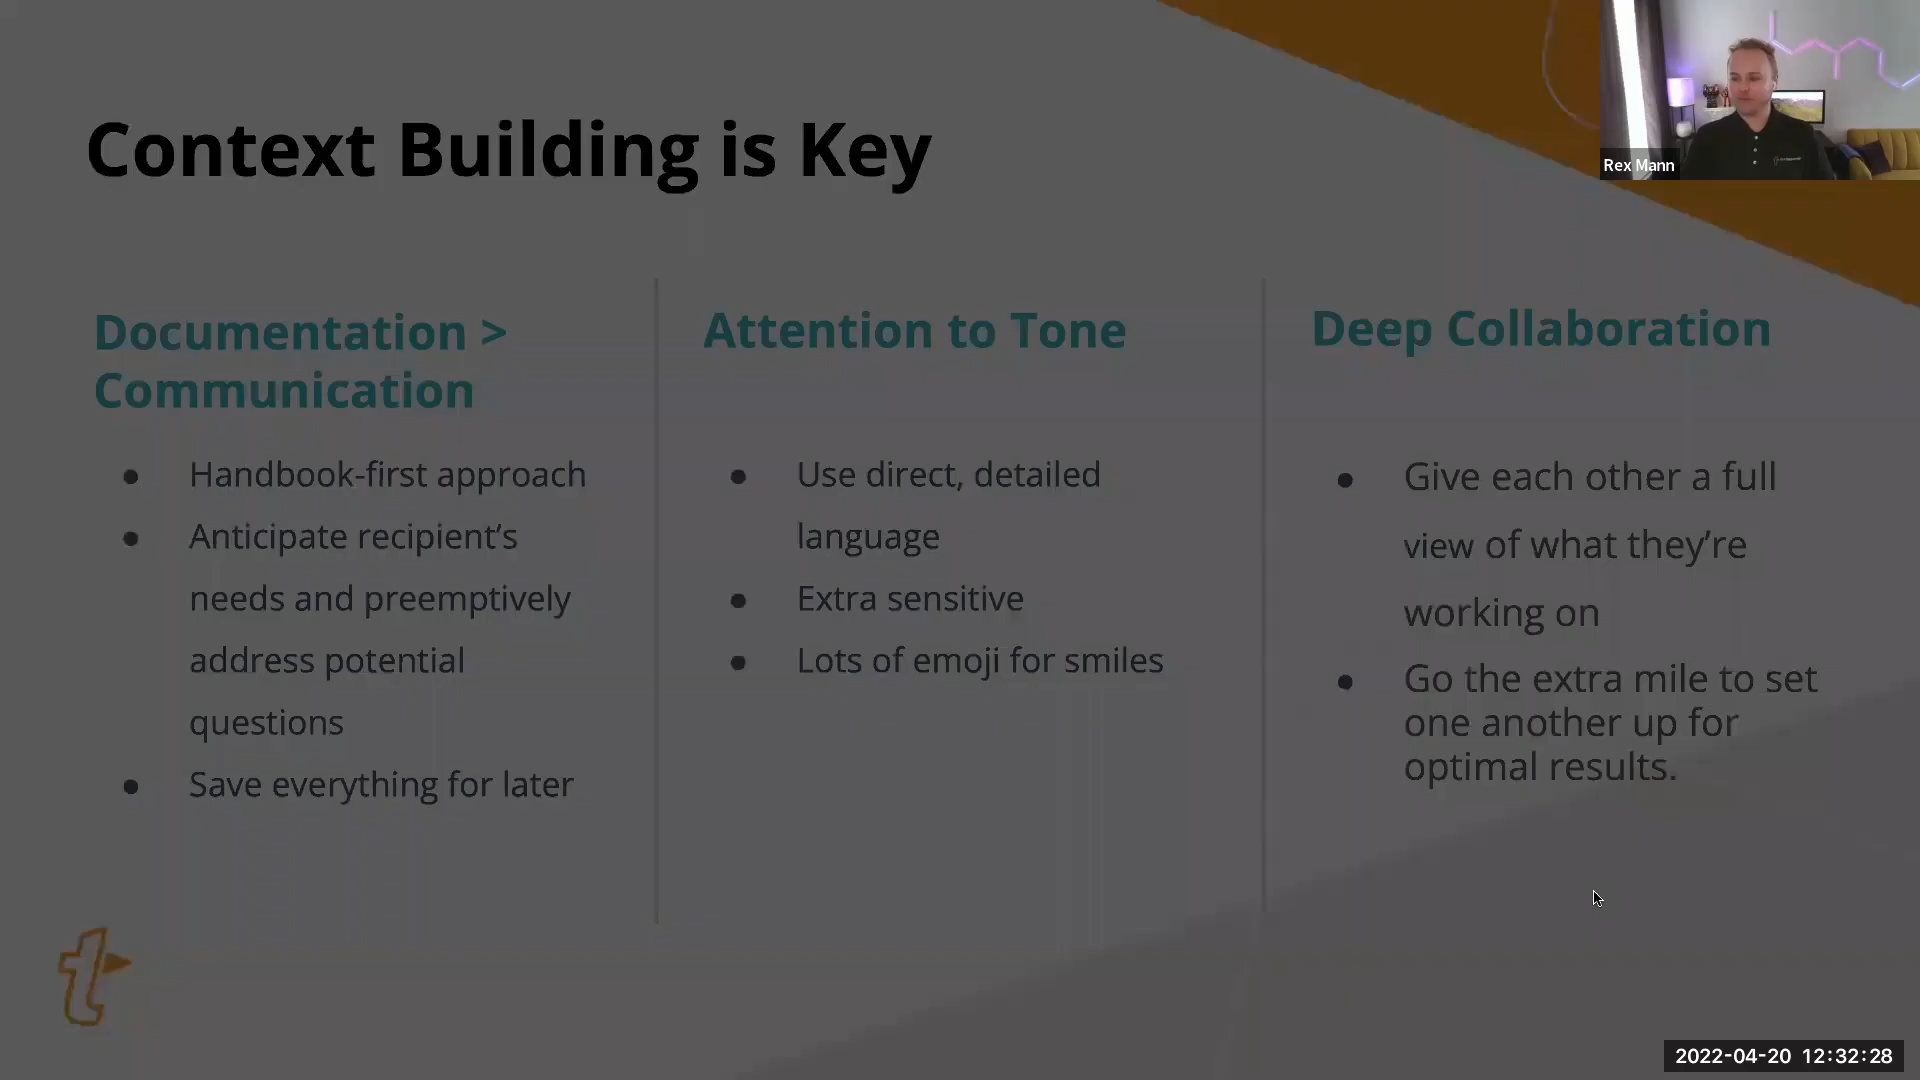 Context Building is Key
Rex Mann
Documentation >
Communication
Handbook-first approach
Anticipate recipient’s
needs and preemptively
address potential
questions
Save everything for later
Attention to Tone
Use direct, detailed
language
Extra sensitive
Lots of emoji for smiles
Deep Collaboration
Give each other a full
view of what they’re
working on
Go the extra mile to set
one another up for
optimal results.
t
2022-04-20 12:32:28